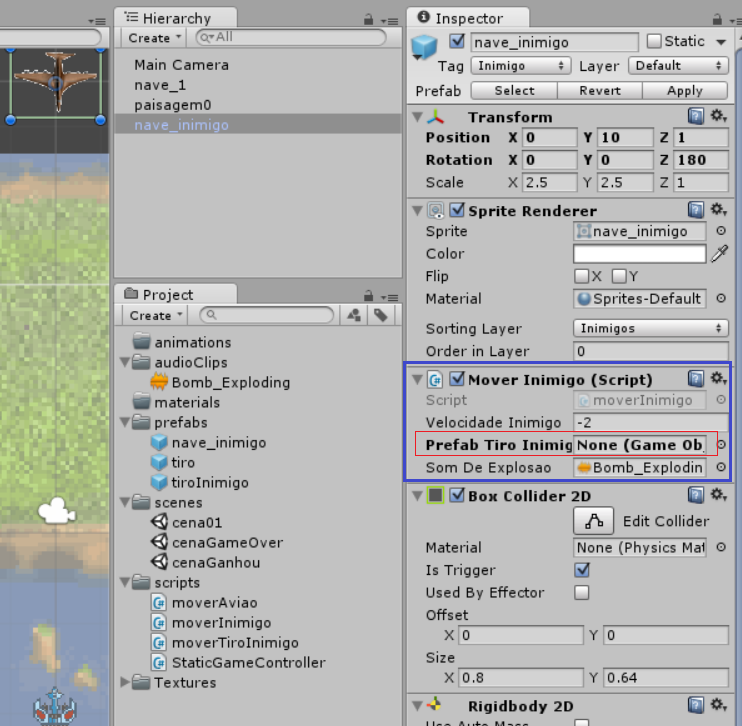 Hierarchy
Create
All
Main Camera
nave_1
paisagem0
nave_inimigo
Project
Create
animations
audioClips
Bomb_Exploding
materials
prefabs
nave_inimigo
tiro
tiroInimigo
scenes
cena01
cenaGameOver
cenaGanhou
scripts
moverAviao
moverInimigo
moverTiroInimigo
StaticGameController
Textures
Inspector
nave_inimigo Static
Tag Inimigo Layer Default
Prefab Select Revert Apply
Transform
Position X 0 Y 10 Z 1
Rotation X 0 Y 0 Z 180
Scale X 2.5 Y 2.5 Z 1
Sprite Renderer
Sprite nave_inimigo
Color
Flip X Y
Material Sprites-Default
Sorting Layer Inimigos
Order in Layer 0
Mover Inimigo (Script)
Script moverInimigo
Velocidade Inimigo -2
Prefab Tiro Inimig None (Game Ob
Som De Explosao Bomb_Explodin
Box Collider 2D
Edit Collider
Material None (Physics Mat
Is Trigger
Used By Effector
Offset
X 0 Y 0
Size
X 0.8 Y 0.64
Rigidbody 2D
Use Auto Mass